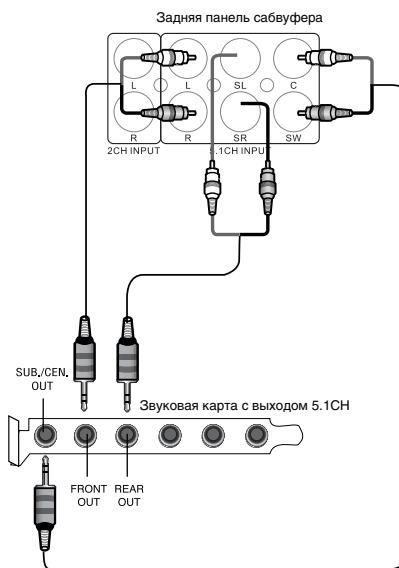 Задняя панель сабвуфера
L L SL C
R R SR SW
2CH INPUT 5.1CH INPUT
SUB./CEN.
OUT
Звуковая карта с выходом 5.1CH
FRONT
OUT
REAR
OUT